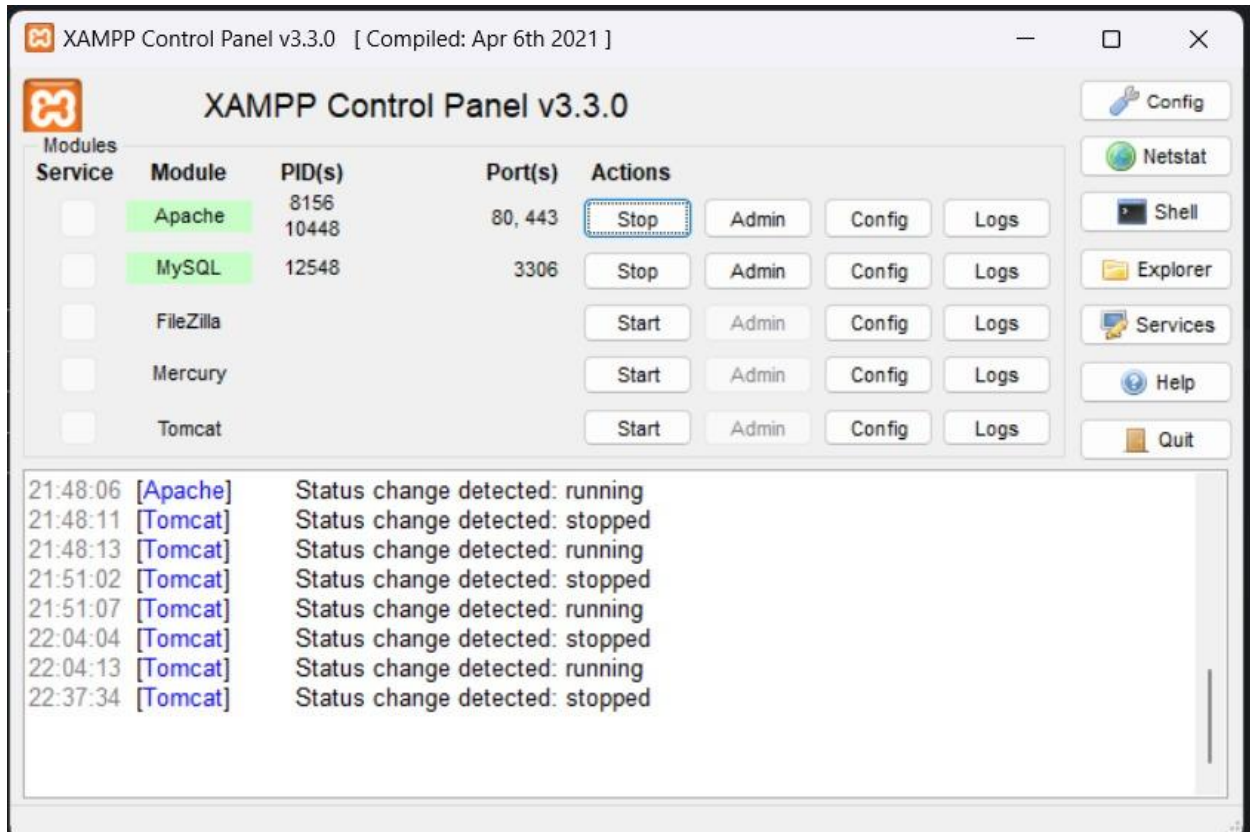 XAMPP Control Panel v3.3.0 [ Compiled: Apr 6th 2021 ]
XAMPP Control Panel v3.3.0
Config
Modules
Service Module PID(s) Port(s) Actions
Netstat
Apache 8156 10448 80, 443 Stop Admin Config Logs
Shell
MySQL 12548 3306 Stop Admin Config Logs
Explorer
FileZilla Start Admin Config Logs
Services
Mercury Start Admin Config Logs
Help
Tomcat Start Admin Config Logs
Quit
21:48:06 [Apache] Status change detected: running
21:48:11 [Tomcat] Status change detected: stopped
21:48:13 [Tomcat] Status change detected: running
21:51:02 [Tomcat] Status change detected: stopped
21:51:07 [Tomcat] Status change detected: running
22:04:04 [Tomcat] Status change detected: stopped
22:04:13 [Tomcat] Status change detected: running
22:37:34 [Tomcat] Status change detected: stopped